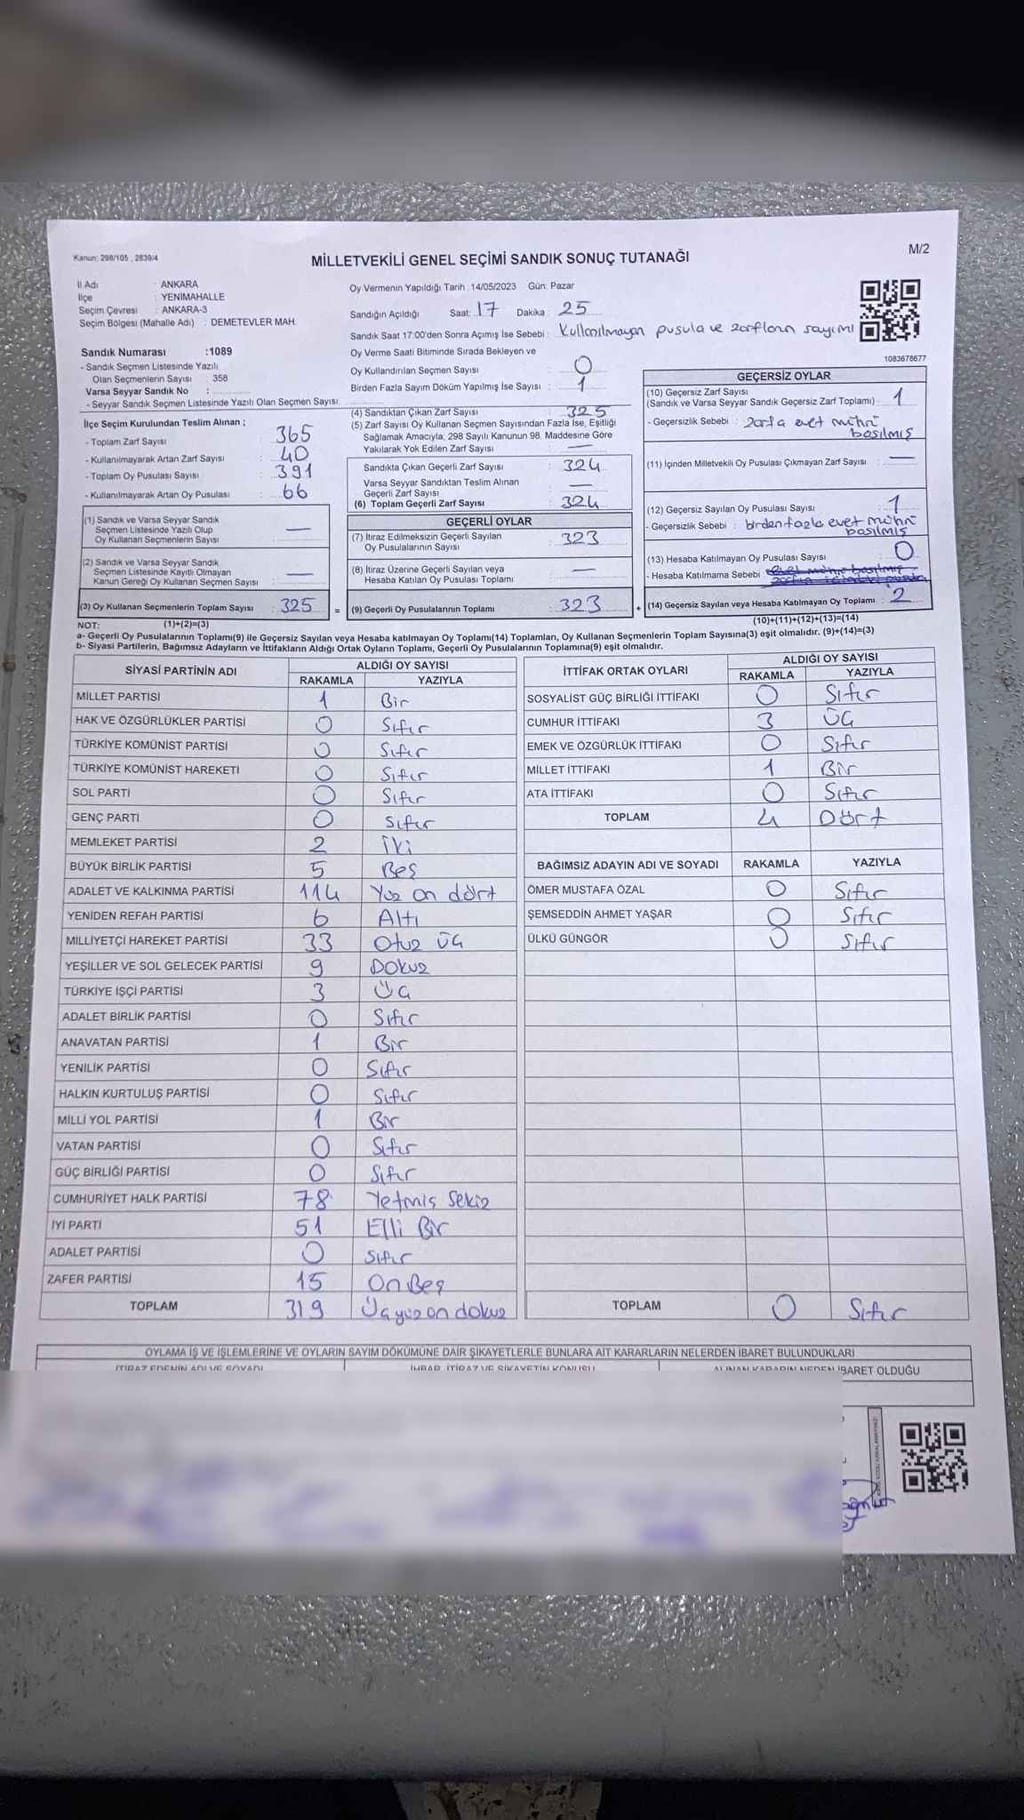 Kanun: 298/105 , 2839/4
MİLLETVEKİLİ GENEL SEÇİMİ SANDIK SONUÇ TUTANAĞI
M/2
İl Adı : ANKARA
İlçe : YENİMAHALLE
Seçim Çevresi : ANKARA-3
Seçim Bölgesi (Mahalle Adı) : DEMETEVLER MAH.
Oy Vermenin Yapıldığı Tarih :14/05/2023 Gün: Pazar
Sandığın Açıldığı Saat: 17 Dakika: 25
Sandık Saat 17:00'den Sonra Açmış İse Sebebi : Kullanılmayan pusula ve zarfların sayımı
1083678677
Sandık Numarası :1089
- Sandık Seçmen Listesinde Yazılı
Olan Seçmenlerin Sayısı : 358
Varsa Seyyar Sandık No :
- Seyyar Sandık Seçmen Listesinde Yazılı Olan Seçmen Sayısı:
Oy Verme Saati Bitiminde Sırada Bekleyen ve
Oy Kullandırılan Seçmen Sayısı : 0
Birden Fazla Sayım Döküm Yapılmış İse Sayısı : 1
İlçe Seçim Kurulundan Teslim Alınan ;
- Toplam Zarf Sayısı : 365
- Kullanılmayarak Artan Zarf Sayısı : 40
- Toplam Oy Pusulası Sayısı : 391
- Kullanılmayarak Artan Oy Pusulası : 66
(1) Sandık ve Varsa Seyyar Sandık
Seçmen Listesinde Yazılı Olup
Oy Kullanan Seçmenlerin Sayısı : —
(2) Sandık ve Varsa Seyyar Sandık
Seçmen Listesinde Kayıtlı Olmayan
Kanun Gereği Oy Kullanan Seçmen Sayısı : —
(3) Oy Kullanan Seçmenlerin Toplam Sayısı : 325 =
(1)+(2)=(3)
(4) Sandıktan Çıkan Zarf Sayısı : 325
(5) Zarf Sayısı Oy Kullanan Seçmen Sayısından Fazla İse, Eşitliği
Sağlamak Amacıyla, 298 Sayılı Kanunun 98. Maddesine Göre
Yakılarak Yok Edilen Zarf Sayısı : —
Sandıkta Çıkan Geçerli Zarf Sayısı : 324
Varsa Seyyar Sandıktan Teslim Alınan
Geçerli Zarf Sayısı : —
(6) Toplam Geçerli Zarf Sayısı : 324
GEÇERLİ OYLAR
(7) İtiraz Edilmeksizin Geçerli Sayılan
Oy Pusulalarının Sayısı : 323
(8) İtiraz Üzerine Geçerli Sayılan veya
Hesaba Katılan Oy Pusulası Toplamı : —
(9) Geçerli Oy Pusulalarının Toplamı : 323 +
GEÇERSİZ OYLAR
(10) Geçersiz Zarf Sayısı
(Sandık ve Varsa Seyyar Sandık Geçersiz Zarf Toplamı) : 1
- Geçersizlik Sebebi : zarfa evet mührü
basılmış
(11) İçinden Milletvekili Oy Pusulası Çıkmayan Zarf Sayısı : —
(12) Geçersiz Sayılan Oy Pusulası Sayısı : 1
- Geçersizlik Sebebi : birden fazla evet mührü
basılmış
(13) Hesaba Katılmayan Oy Pusulası Sayısı : 0
- Hesaba Katılmama Sebebi
(14) Geçersiz Sayılan veya Hesaba Katılmayan Oy Toplamı : 2
(10)+(11)+(12)+(13)=(14)
NOT:
a- Geçerli Oy Pusulalarının Toplamı(9) ile Geçersiz Sayılan veya Hesaba katılmayan Oy Toplamı(14) Toplamları, Oy Kullanan Seçmenlerin Toplam Sayısına(3) eşit olmalıdır. (9)+(14)=(3)
b- Siyasi Partilerin, Bağımsız Adayların ve İttifakların Aldığı Ortak Oyların Toplamı, Geçerli Oy Pusulalarının Toplamına(9) eşit olmalıdır.
SİYASİ PARTİNİN ADI ALDIĞI OY SAYISI
RAKAMLA YAZIYLA
MİLLET PARTİSİ 1 Bir
HAK VE ÖZGÜRLÜKLER PARTİSİ 0 Sıfır
TÜRKİYE KOMÜNİST PARTİSİ 0 Sıfır
TÜRKİYE KOMÜNİST HAREKETİ 0 Sıfır
SOL PARTİ 0 Sıfır
GENÇ PARTİ 0 Sıfır
MEMLEKET PARTİSİ 2 İki
BÜYÜK BİRLİK PARTİSİ 5 Beş
ADALET VE KALKINMA PARTİSİ 114 Yüz on dört
YENİDEN REFAH PARTİSİ 6 Altı
MİLLİYETÇİ HAREKET PARTİSİ 33 Otuz üç
YEŞİLLER VE SOL GELECEK PARTİSİ 9 Dokuz
TÜRKİYE İŞÇİ PARTİSİ 3 Üç
ADALET BİRLİK PARTİSİ 0 Sıfır
ANAVATAN PARTİSİ 1 Bir
YENİLİK PARTİSİ 0 Sıfır
HALKIN KURTULUŞ PARTİSİ 0 Sıfır
MİLLİ YOL PARTİSİ 1 Bir
VATAN PARTİSİ 0 Sıfır
GÜÇ BİRLİĞİ PARTİSİ 0 Sıfır
CUMHURİYET HALK PARTİSİ 78 Yetmiş Sekiz
İYİ PARTİ 51 Elli Bir
ADALET PARTİSİ 0 Sıfır
ZAFER PARTİSİ 15 On Beş
TOPLAM 319 Üçyüz on dokuz
İTTİFAK ORTAK OYLARI ALDIĞI OY SAYISI
RAKAMLA YAZIYLA
SOSYALİST GÜÇ BİRLİĞİ İTTİFAKI 0 Sıfır
CUMHUR İTTİFAKI 3 Üç
EMEK VE ÖZGÜRLÜK İTTİFAKI 0 Sıfır
MİLLET İTTİFAKI 1 Bir
ATA İTTİFAKI 0 Sıfır
TOPLAM 4 Dört
BAĞIMSIZ ADAYIN ADI VE SOYADI RAKAMLA YAZIYLA
ÖMER MUSTAFA ÖZAL 0 Sıfır
ŞEMSEDDİN AHMET YAŞAR 0 Sıfır
ÜLKÜ GÜNGÖR 0 Sıfır
TOPLAM 0 Sıfır
OYLAMA İŞ VE İŞLEMLERİNE VE OYLARIN SAYIM DÖKÜMÜNE DAİR ŞİKAYETLERLE BUNLARA AİT KARARLARIN NELERDEN İBARET BULUNDUKLARI
İTİRAZ EDENİN ADI VE SOYADI İHBAR, İTİRAZ VE ŞİKAYETİN KONUSU ALINAN KARARIN NEDEN İBARET OLDUĞU